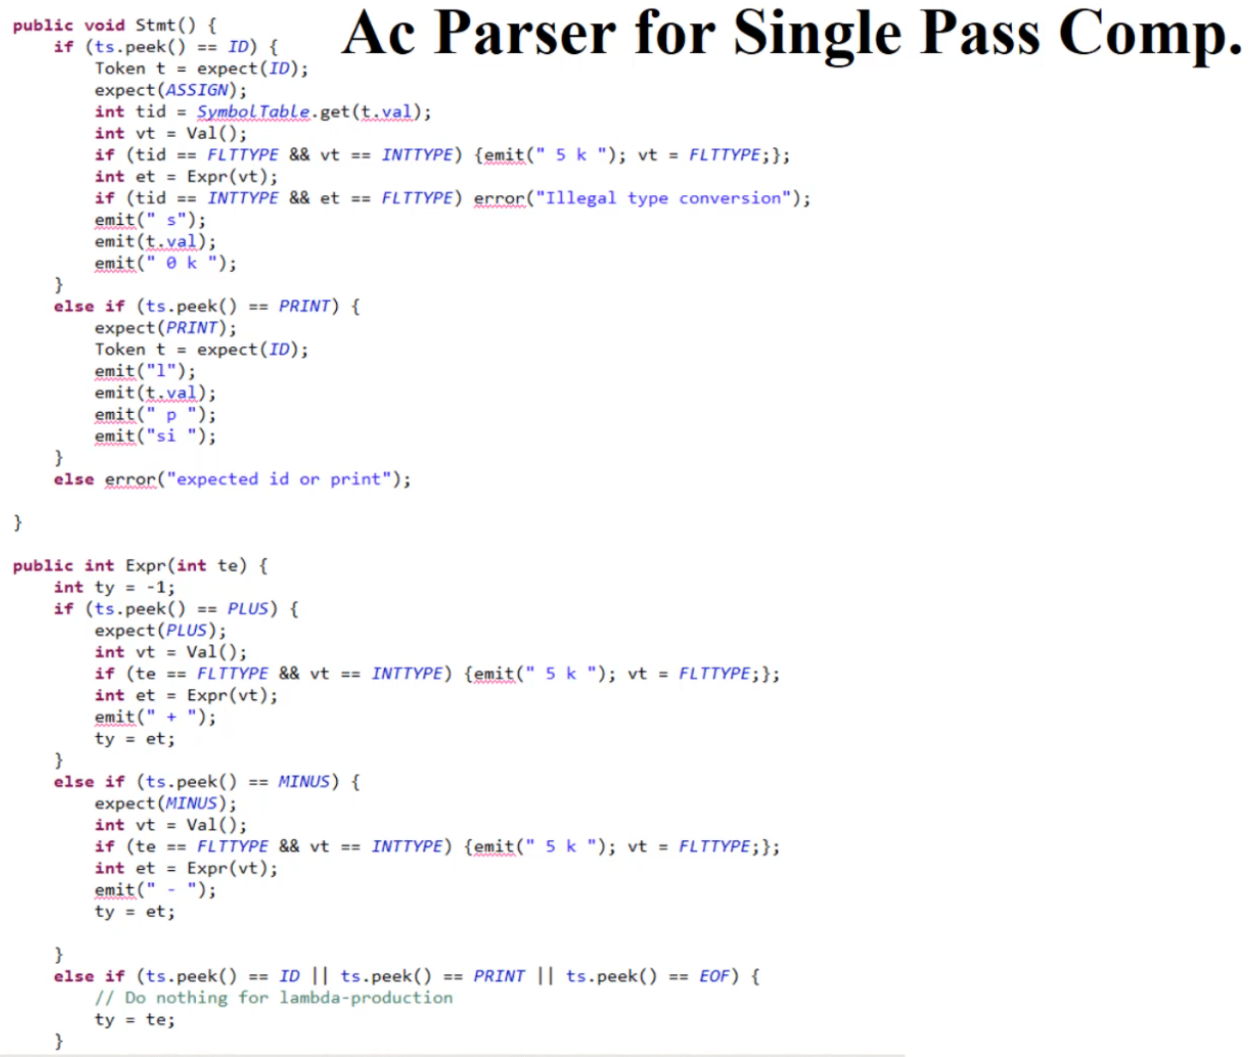 Ac Parser for Single Pass Comp.
public void Stmt() {
    if (ts.peek() == ID) {
        Token t = expect(ID);
        expect(ASSIGN);
        int tid = SymbolTable.get(t.val);
        int vt = Val();
        if (tid == FLTTYPE && vt == INTTYPE) {emit(" 5 k "); vt = FLTTYPE;};
        int et = Expr(vt);
        if (tid == INTTYPE && et == FLTTYPE) error("Illegal type conversion");
        emit(" s");
        emit(t.val);
        emit(" 0 k ");
    }
    else if (ts.peek() == PRINT) {
        expect(PRINT);
        Token t = expect(ID);
        emit("l");
        emit(t.val);
        emit(" p ");
        emit("si ");
    }
    else error("expected id or print");
}
public int Expr(int te) {
    int ty = -1;
    if (ts.peek() == PLUS) {
        expect(PLUS);
        int vt = Val();
        if (te == FLTTYPE && vt == INTTYPE) {emit(" 5 k "); vt = FLTTYPE;};
        int et = Expr(vt);
        emit(" + ");
        ty = et;
    }
    else if (ts.peek() == MINUS) {
        expect(MINUS);
        int vt = Val();
        if (te == FLTTYPE && vt == INTTYPE) {emit(" 5 k "); vt = FLTTYPE;};
        int et = Expr(vt);
        emit(" - ");
        ty = et;
    }
    else if (ts.peek() == ID || ts.peek() == PRINT || ts.peek() == EOF) {
        // Do nothing for lambda-production
        ty = te;
    }